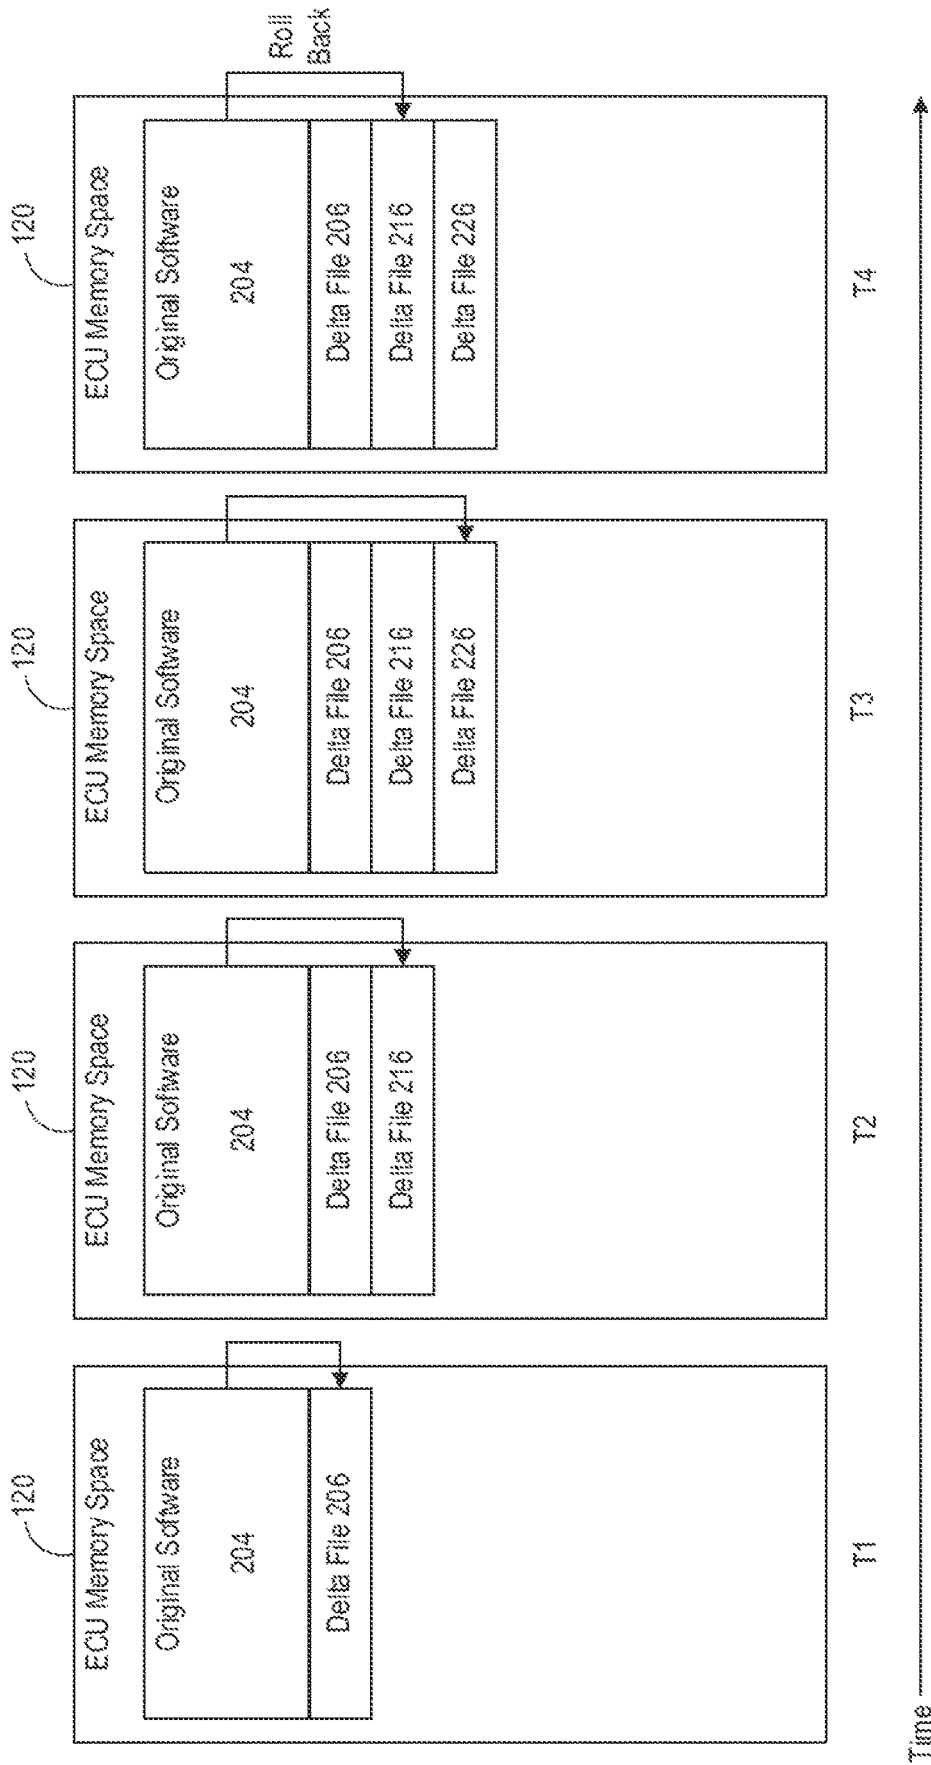 120
ECU Memory Space
Original Software
204
Delta File 206
T1
120
ECU Memory Space
Original Software
204
Delta File 206
Delta File 216
T2
120
ECU Memory Space
Original Software
204
Delta File 206
Delta File 216
Delta File 226
T3
120
ECU Memory Space
Original Software
204
Delta File 206
Delta File 216
Delta File 226
T4
Roll
Back
Time